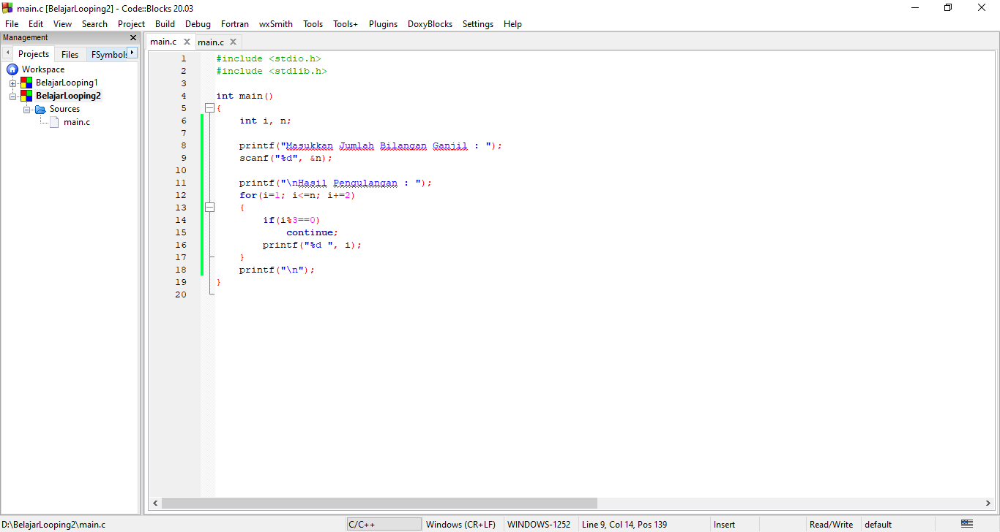 main.c [BelajarLooping2] - Code::Blocks 20.03
File Edit View Search Project Build Debug Fortran wxSmith Tools Tools+ Plugins DoxyBlocks Settings Help
Management
Projects Files FSymbols
Workspace
BelajarLooping1
BelajarLooping2
Sources
main.c
main.c main.c
1 #include <stdio.h>
2 #include <stdlib.h>
3
4 int main()
5 {
6     int i, n;
7
8     printf("Masukkan Jumlah Bilangan Ganjil : ");
9     scanf("%d", &n);
10
11     printf("\nHasil Pengulangan : ");
12     for(i=1; i<=n; i+=2)
13     {
14         if(i%3==0)
15             continue;
16         printf("%d ", i);
17     }
18     printf("\n");
19 }
20
D:\BelajarLooping2\main.c C/C++ Windows (CR+LF) WINDOWS-1252 Line 9, Col 14, Pos 139 Insert Read/Write default